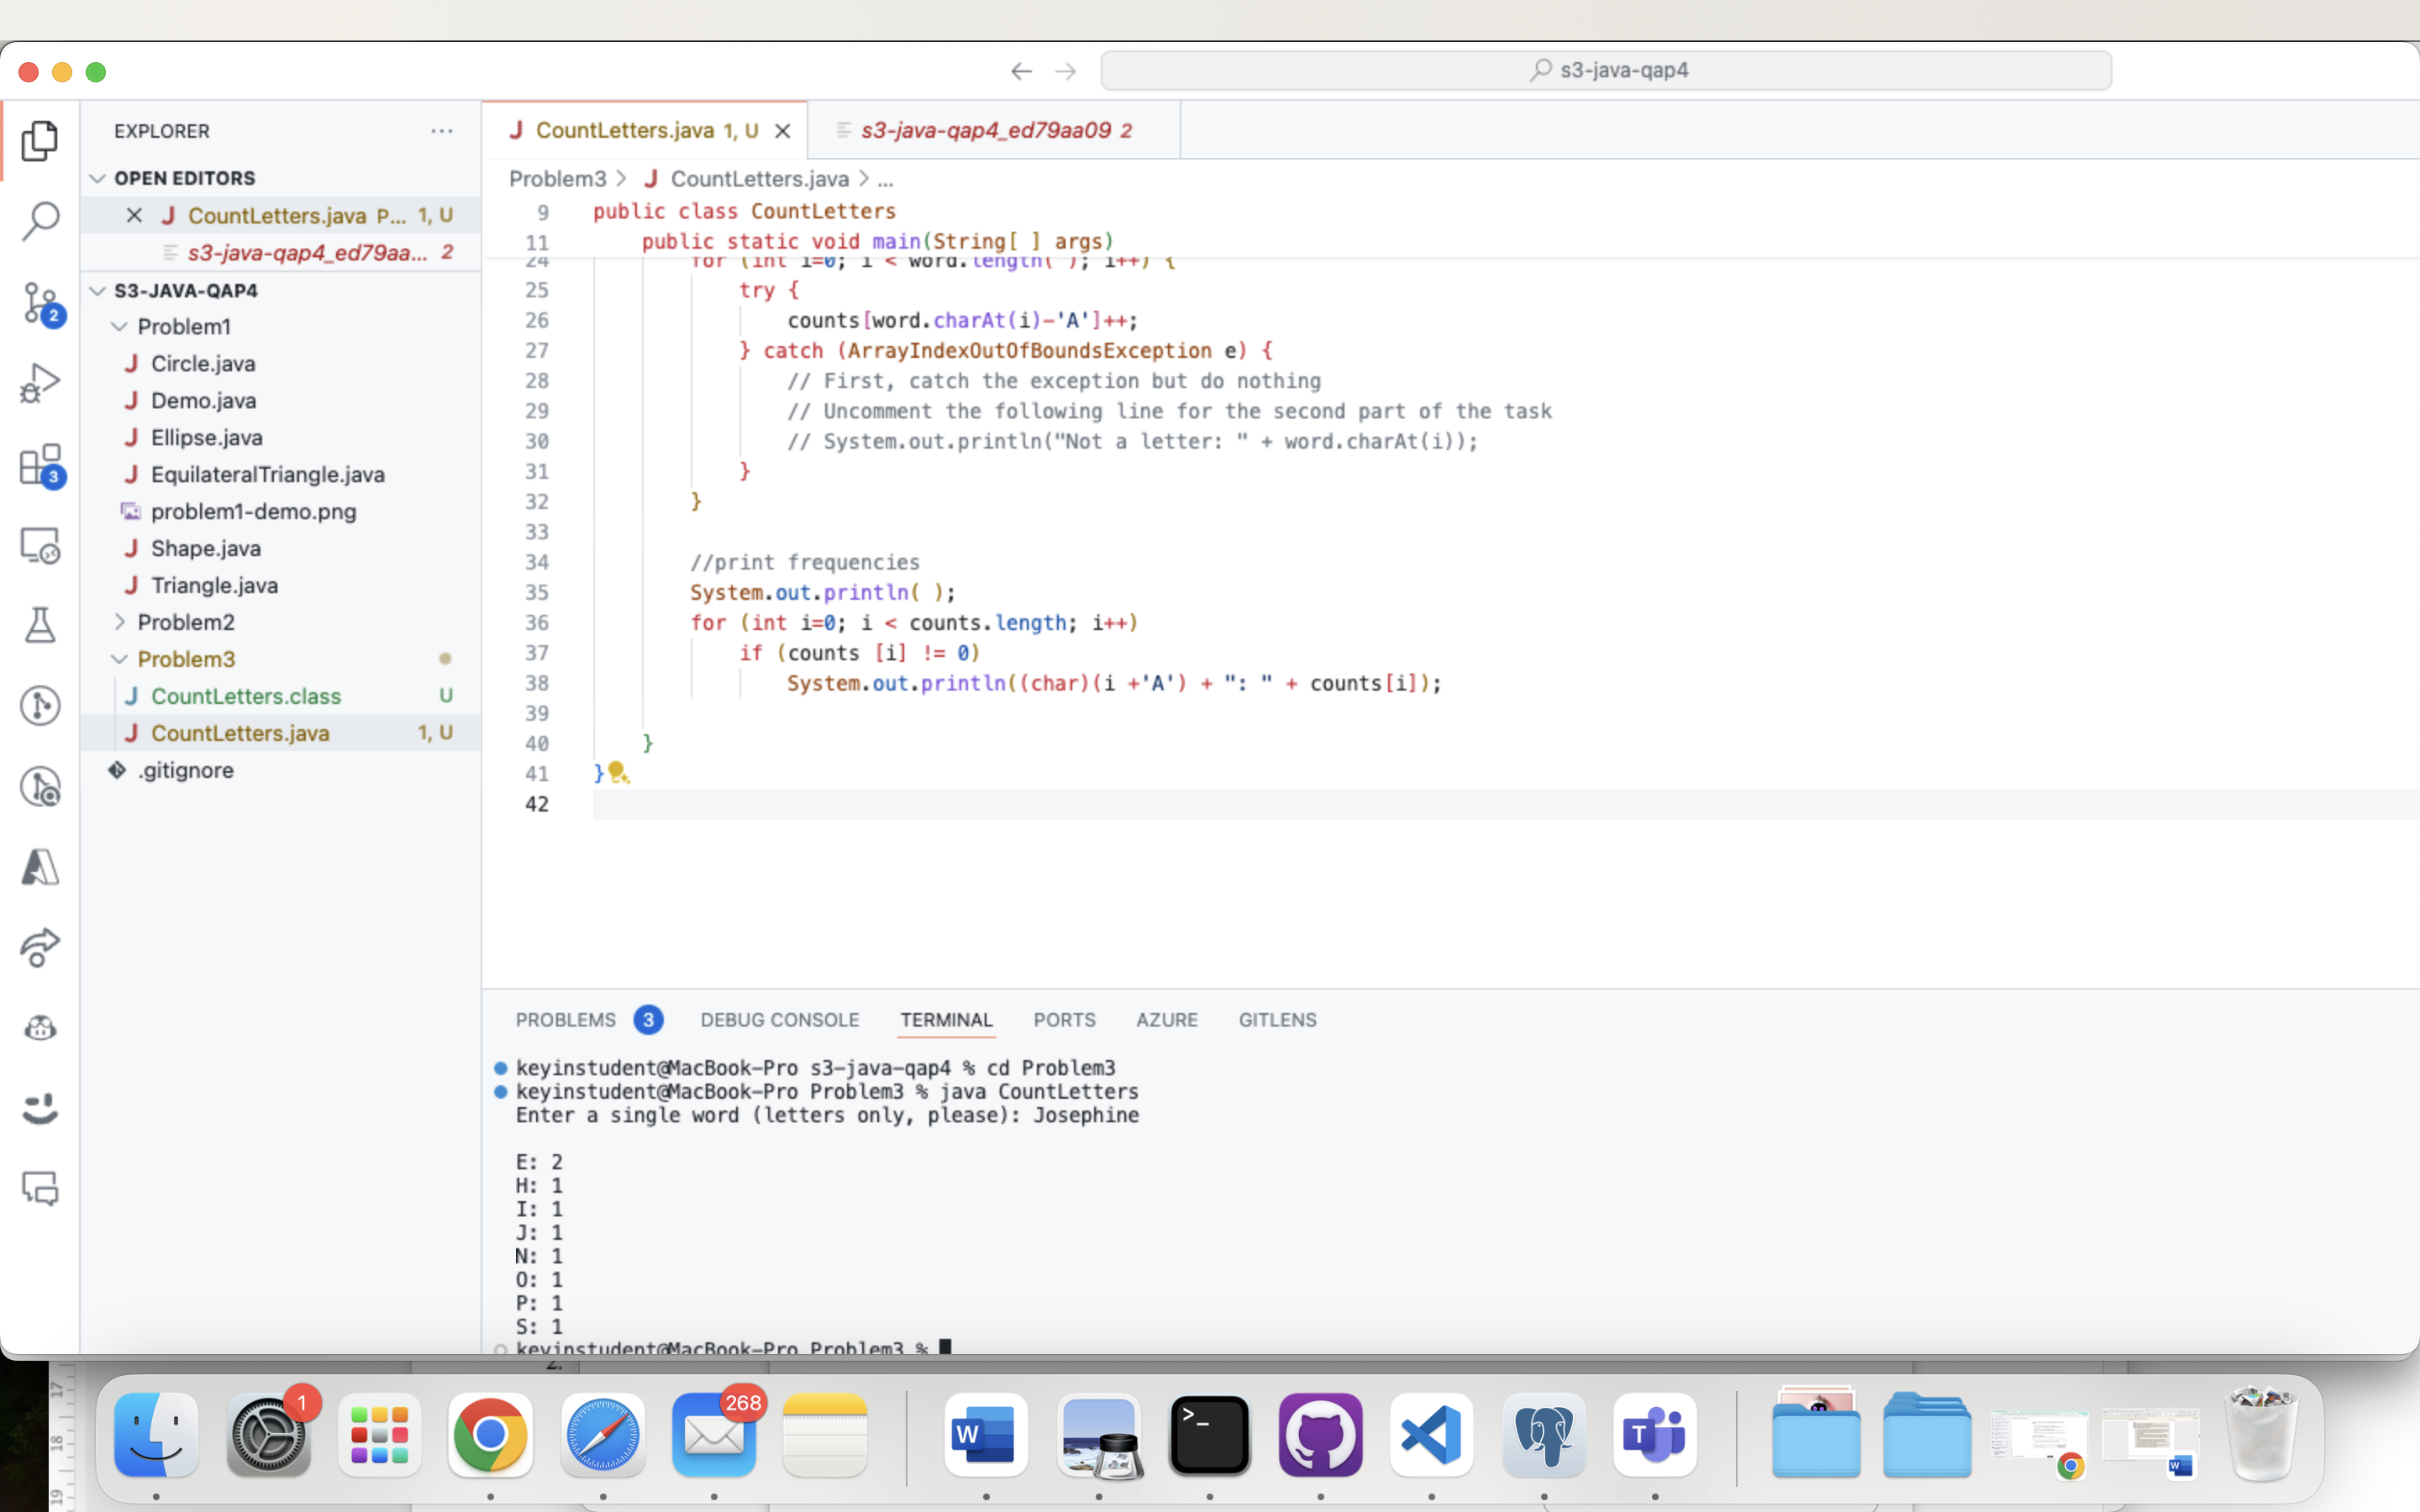 s3-java-qap4
EXPLORER
OPEN EDITORS
CountLetters.java P... 1, U
s3-java-qap4_ed79aa... 2
S3-JAVA-QAP4
Problem1
Circle.java
Demo.java
Ellipse.java
EquilateralTriangle.java
problem1-demo.png
Shape.java
Triangle.java
Problem2
Problem3
CountLetters.class U
CountLetters.java 1, U
.gitignore
2
3
CountLetters.java 1, U
s3-java-qap4_ed79aa09 2
Problem3 > CountLetters.java > ...
9 public class CountLetters
11 public static void main(String[ ] args)
24 for (int i=0; i < word.length( ); i++) {
25 try {
26 counts[word.charAt(i)-'A']++;
27 } catch (ArrayIndexOutOfBoundsException e) {
28 // First, catch the exception but do nothing
29 // Uncomment the following line for the second part of the task
30 // System.out.println("Not a letter: " + word.charAt(i));
31 }
32 }
33
34 //print frequencies
35 System.out.println( );
36 for (int i=0; i < counts.length; i++)
37 if (counts [i] != 0)
38 System.out.println((char)(i +'A') + ": " + counts[i]);
39
40 }
41 }
42
PROBLEMS 3 DEBUG CONSOLE TERMINAL PORTS AZURE GITLENS
keyinstudent@MacBook-Pro s3-java-qap4 % cd Problem3
keyinstudent@MacBook-Pro Problem3 % java CountLetters
Enter a single word (letters only, please): Josephine
E: 2
H: 1
I: 1
J: 1
N: 1
O: 1
P: 1
S: 1
keyinstudent@MacBook-Pro Problem3 %
2.
17
18
19
1
268
W
>_
T
W